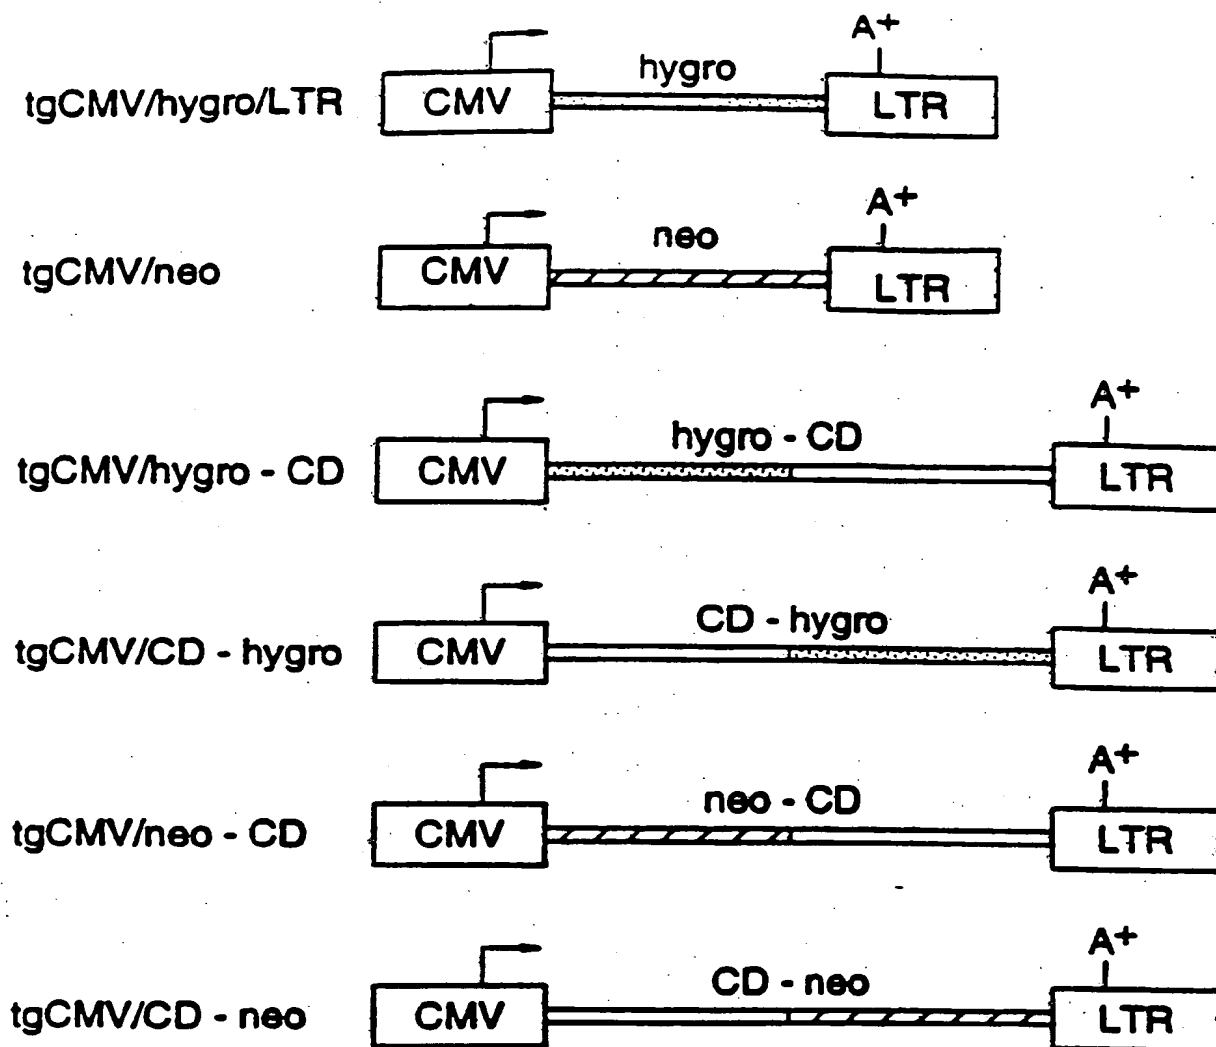 A+
hygro
tgCMV/hygro/LTR CMV LTR
A+
neo
tgCMV/neo CMV LTR
A+
hygro - CD
tgCMV/hygro - CD CMV LTR
A+
CD - hygro
tgCMV/CD - hygro CMV LTR
A+
neo - CD
tgCMV/neo - CD CMV LTR
A+
CD - neo
tgCMV/CD - neo CMV LTR